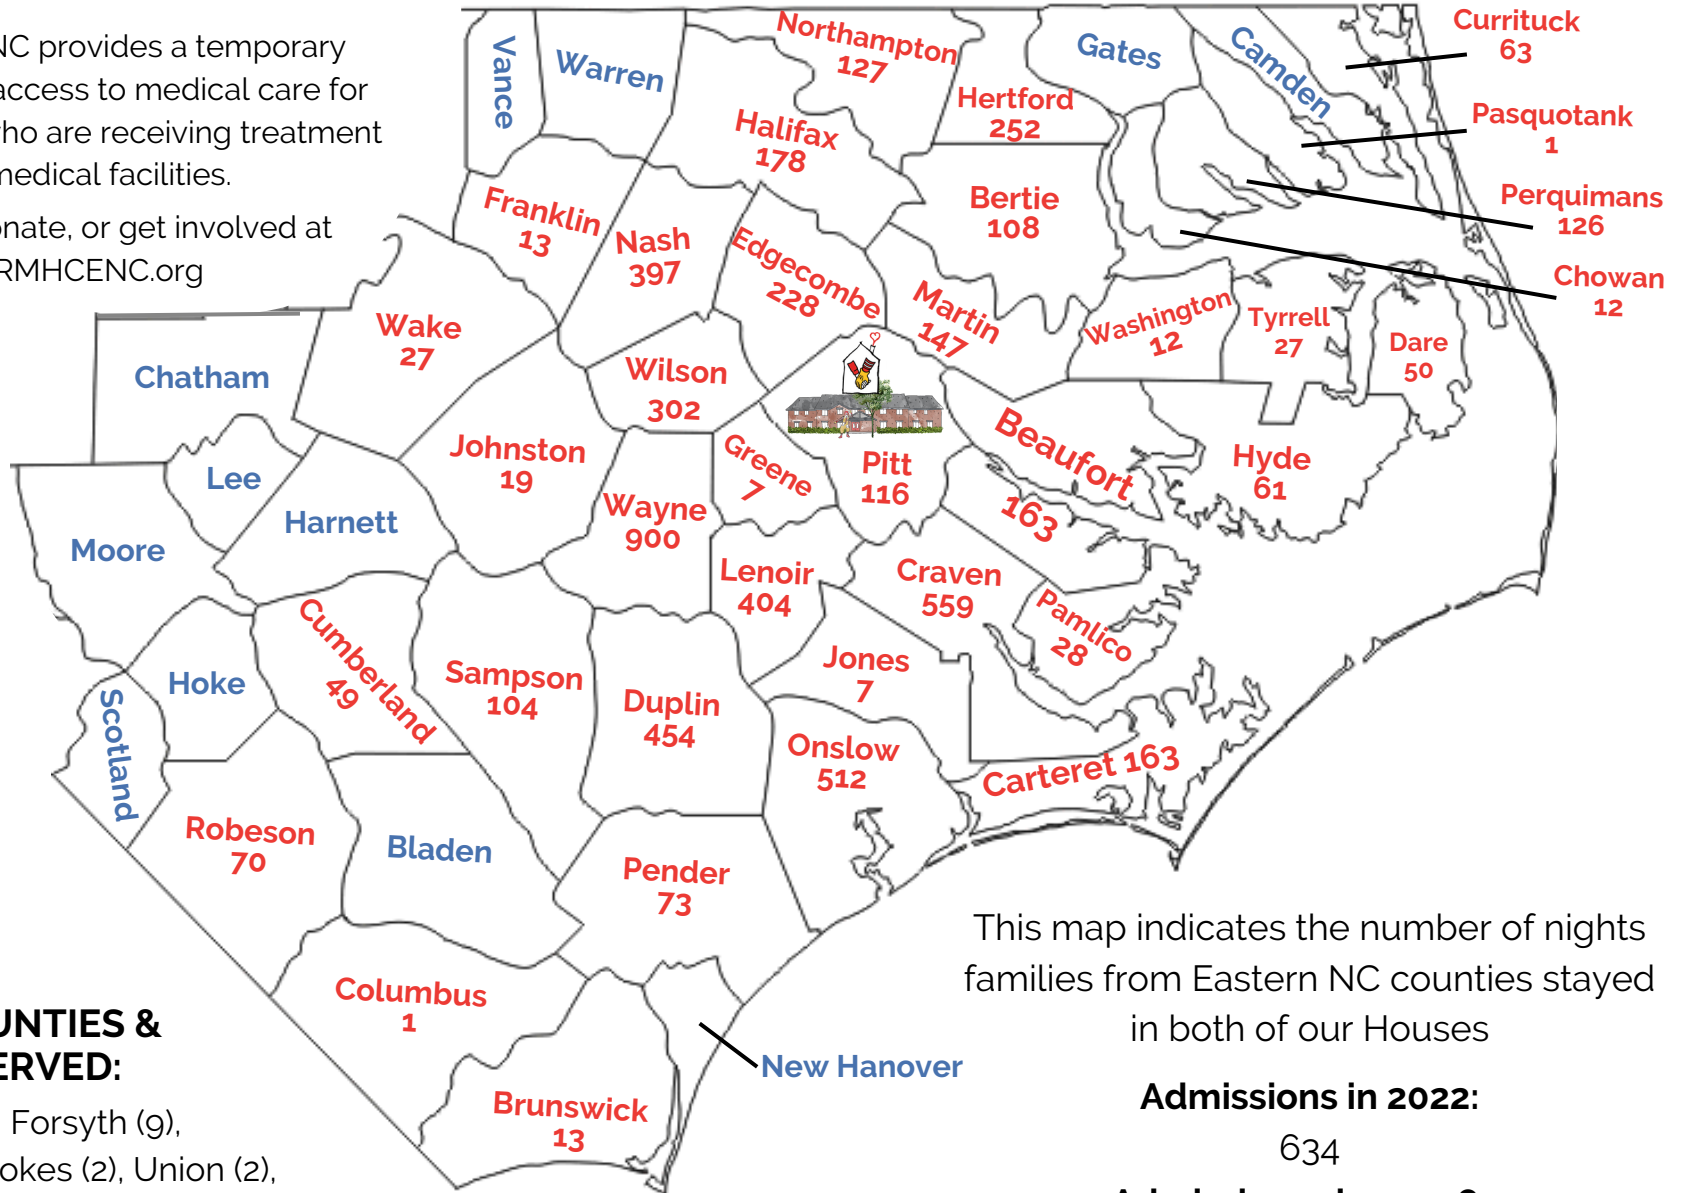 NC provides a temporary
access to medical care for
who are receiving treatment
medical facilities.
onate, or get involved at
RMHCENC.org
Vance
Warren
Northampton
127
Gates
Camden
Currituck
63
Hertford
252
Pasquotank
1
Halifax
178
Perquimans
126
Franklin
13
Nash
397
Edgecombe
228
Bertie
108
Chowan
12
Martin
147
Washington
12
Tyrrell
27
Dare
50
Wake
27
Chatham
Wilson
302
Johnston
19
Greene
7
Pitt
116
Beaufort
163
Hyde
61
Lee
Harnett
Moore
Wayne
900
Lenoir
404
Craven
559
Pamlico
28
Cumberland
49
Hoke
Scotland
Sampson
104
Duplin
454
Jones
7
Onslow
512
Carteret 163
Robeson
70
Bladen
Pender
73
Columbus
1
New Hanover
Brunswick
13
This map indicates the number of nights
families from Eastern NC counties stayed
in both of our Houses
Admissions in 2022:
634
UNTIES &
ERVED:
Forsyth (9),
okes (2), Union (2),